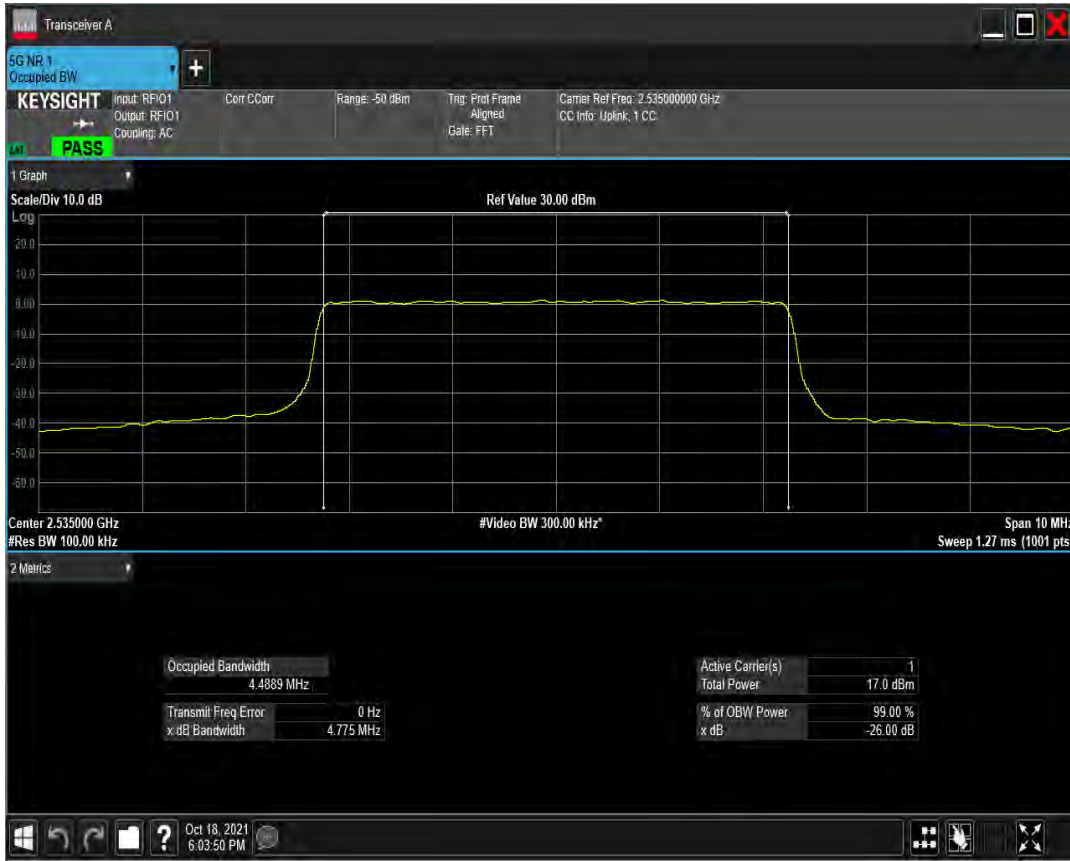 Transceiver A
5G NR 1
Occupied BW
+
KEYSIGHT
Input: RFIO1
Output: RFIO1
Coupling: AC
Corr CCorr
Range: -50 dBm
Trig: Prot Frame
Aligned
Gate: FFT
Carrier Ref Freq: 2.535000000 GHz
CC Info: Uplink, 1 CC
PASS
1 Graph
Scale/Div 10.0 dB
Ref Value 30.00 dBm
Log
20.0
10.0
0.00
-10.0
-20.0
-30.0
-40.0
-50.0
-60.0
Center 2.535000 GHz
#Video BW 300.00 kHz*
Span 10 MHz
#Res BW 100.00 kHz
Sweep 1.27 ms (1001 pts
2 Metrics
Occupied Bandwidth
4.4889 MHz
Transmit Freq Error 0 Hz
x dB Bandwidth 4.775 MHz
Active Carrier(s) 1
Total Power 17.0 dBm
% of OBW Power 99.00 %
x dB -26.00 dB
?
Oct 18, 2021
6:03:50 PM